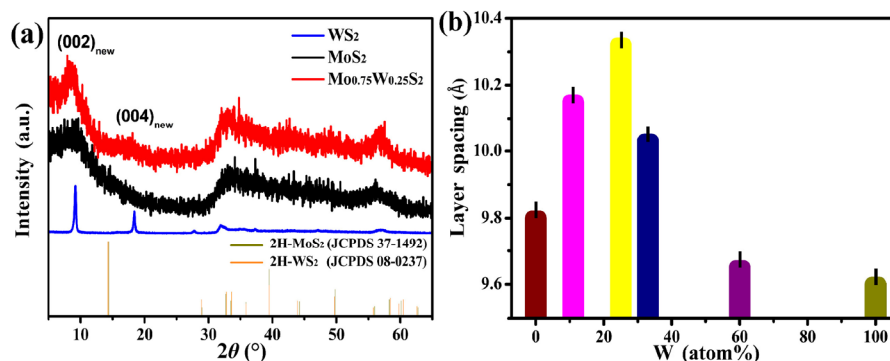 (a)
(002)new
(004)new
WS2
MoS2
Mo0.75W0.25S2
2H-MoS2 (JCPDS 37-1492)
2H-WS2 (JCPDS 08-0237)
Intensity (a.u.)
10 20 30 40 50 60
2θ (°)
(b)
10.4
10.2
10.0
9.8
9.6
Layer spacing (Å)
0 20 40 60 80 100
W (atom%)